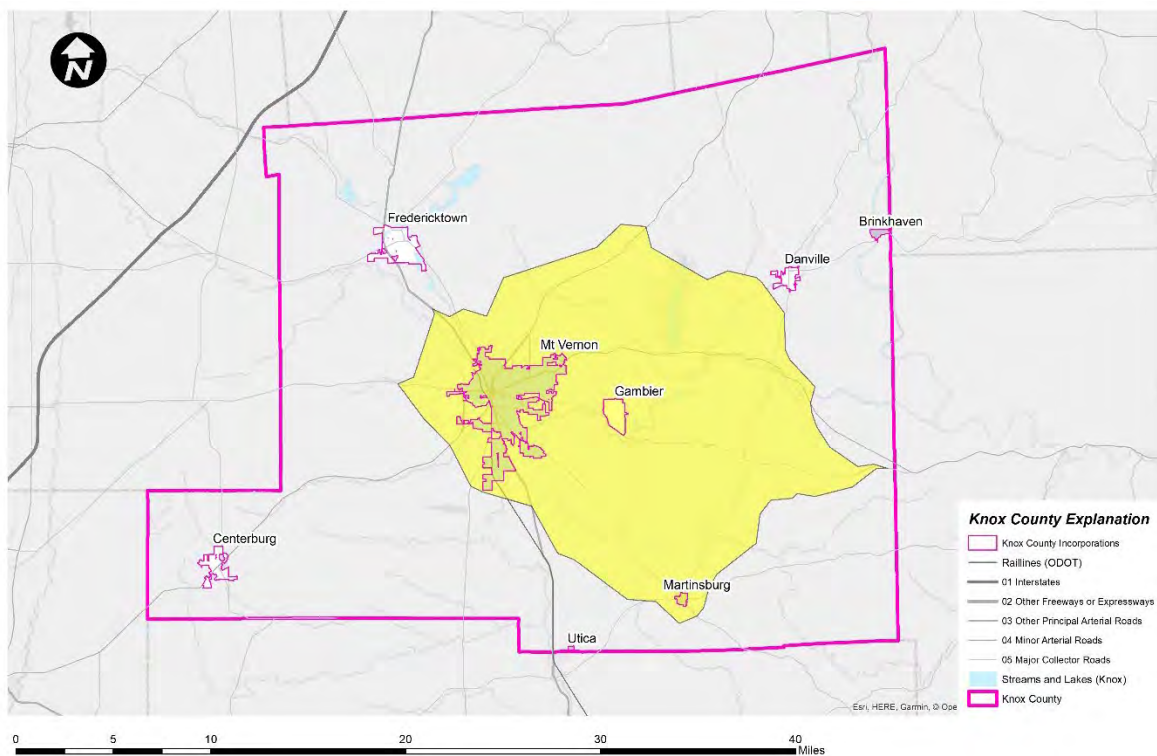 N
Fredericktown
Brinkhaven
Danville
Mt Vernon
Gambier
Centerburg
Martinsburg
Utica
Knox County Explanation
Knox County Incorporations
Raillines (ODOT)
01 Interstates
02 Other Freeways or Expressways
03 Other Principal Arterial Roads
04 Minor Arterial Roads
05 Major Collector Roads
Streams and Lakes (Knox)
Knox County
Esri, HERE, Garmin, © Ope
0 5 10 20 30 40
Miles